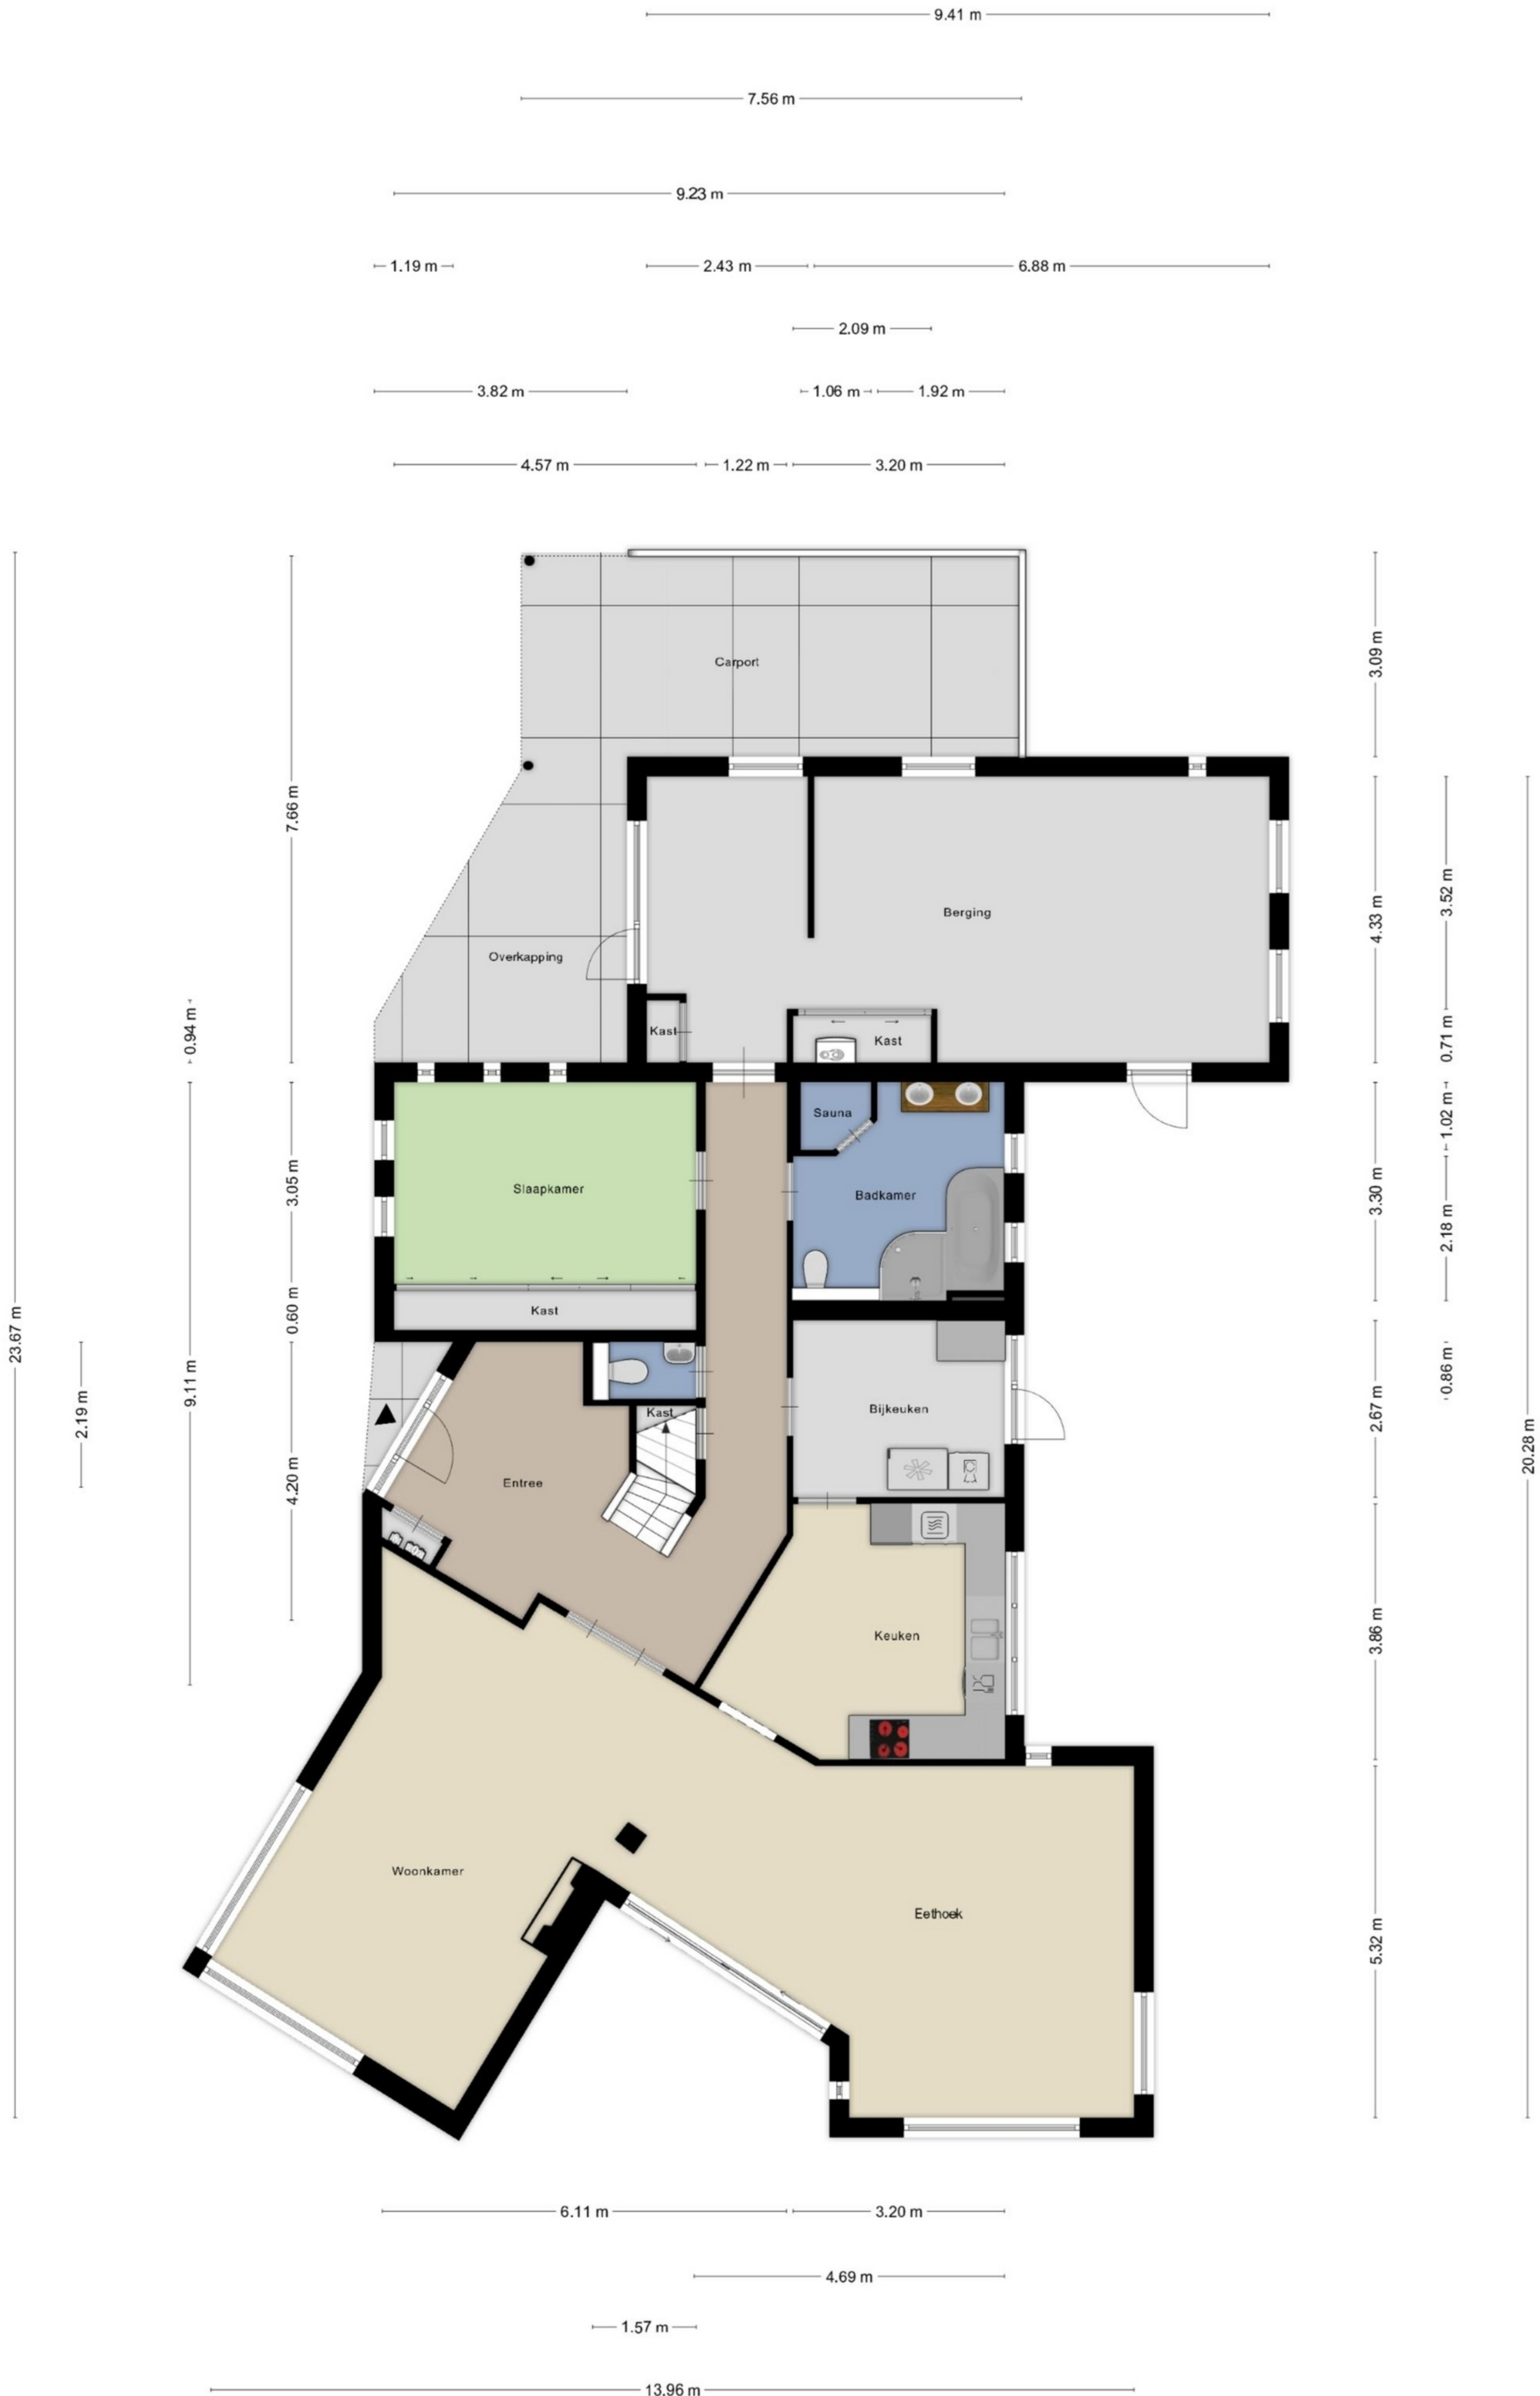 9.41 m
7.56 m
9.23 m
1.19 m
2.43 m
6.88 m
2.09 m
3.82 m
1.06 m
1.92 m
4.57 m
1.22 m
3.20 m
Carport
Berging
Overkapping
Kast
Kast
Sauna
Slaapkamer
Badkamer
Kast
Kast
Bijkeuken
Entree
Keuken
Woonkamer
Eethoek
23.67 m
2.19 m
0.94 m
9.11 m
7.66 m
3.05 m
0.60 m
4.20 m
3.09 m
4.33 m
3.30 m
2.67 m
3.86 m
5.32 m
3.52 m
0.71 m
1.02 m
2.18 m
0.86 m
20.28 m
6.11 m
3.20 m
4.69 m
1.57 m
13.96 m